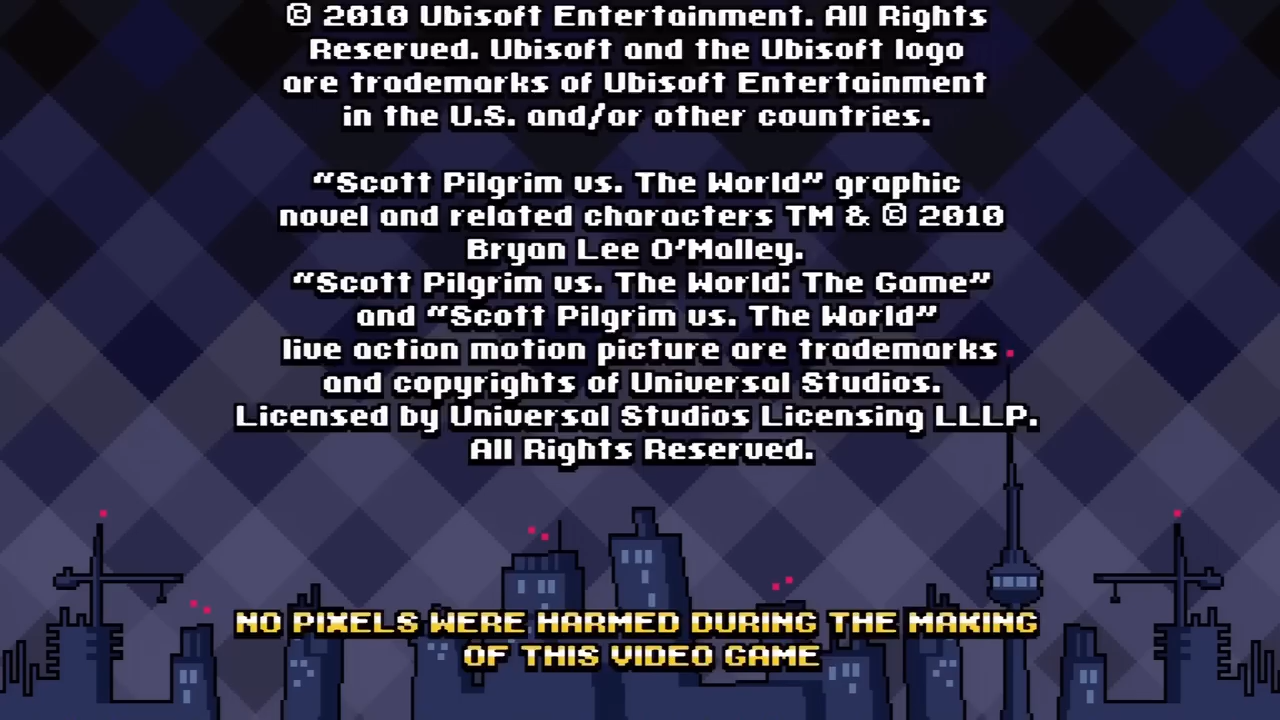 © 2010 Ubisoft Entertainment. All Rights
Reserved. Ubisoft and the Ubisoft logo
are trademarks of Ubisoft Entertainment
in the U.S. and/or other countries.
“Scott Pilgrim vs. The World” graphic
novel and related characters TM & © 2010
Bryan Lee O’Malley.
“Scott Pilgrim vs. The World: The Game”
and “Scott Pilgrim vs. The World”
live action motion picture are trademarks
and copyrights of Universal Studios.
Licensed by Universal Studios Licensing LLLP.
All Rights Reserved.
NO PIXELS WERE HARMED DURING THE MAKING
OF THIS VIDEO GAME